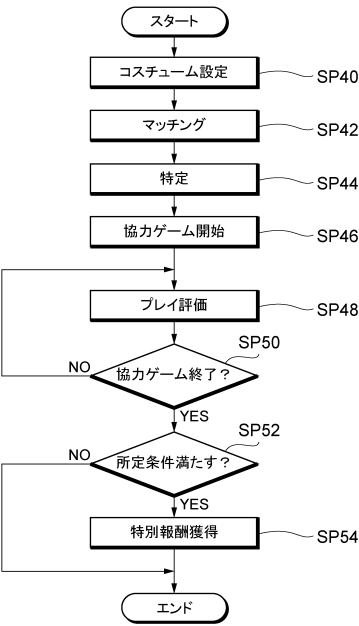 スタート
コスチューム設定
SP40
マッチング
SP42
特定
SP44
協力ゲーム開始
SP46
プレイ評価
SP48
SP50
協力ゲーム終了？
NO
YES
SP52
所定条件満たす？
NO
YES
特別報酬獲得
SP54
エンド